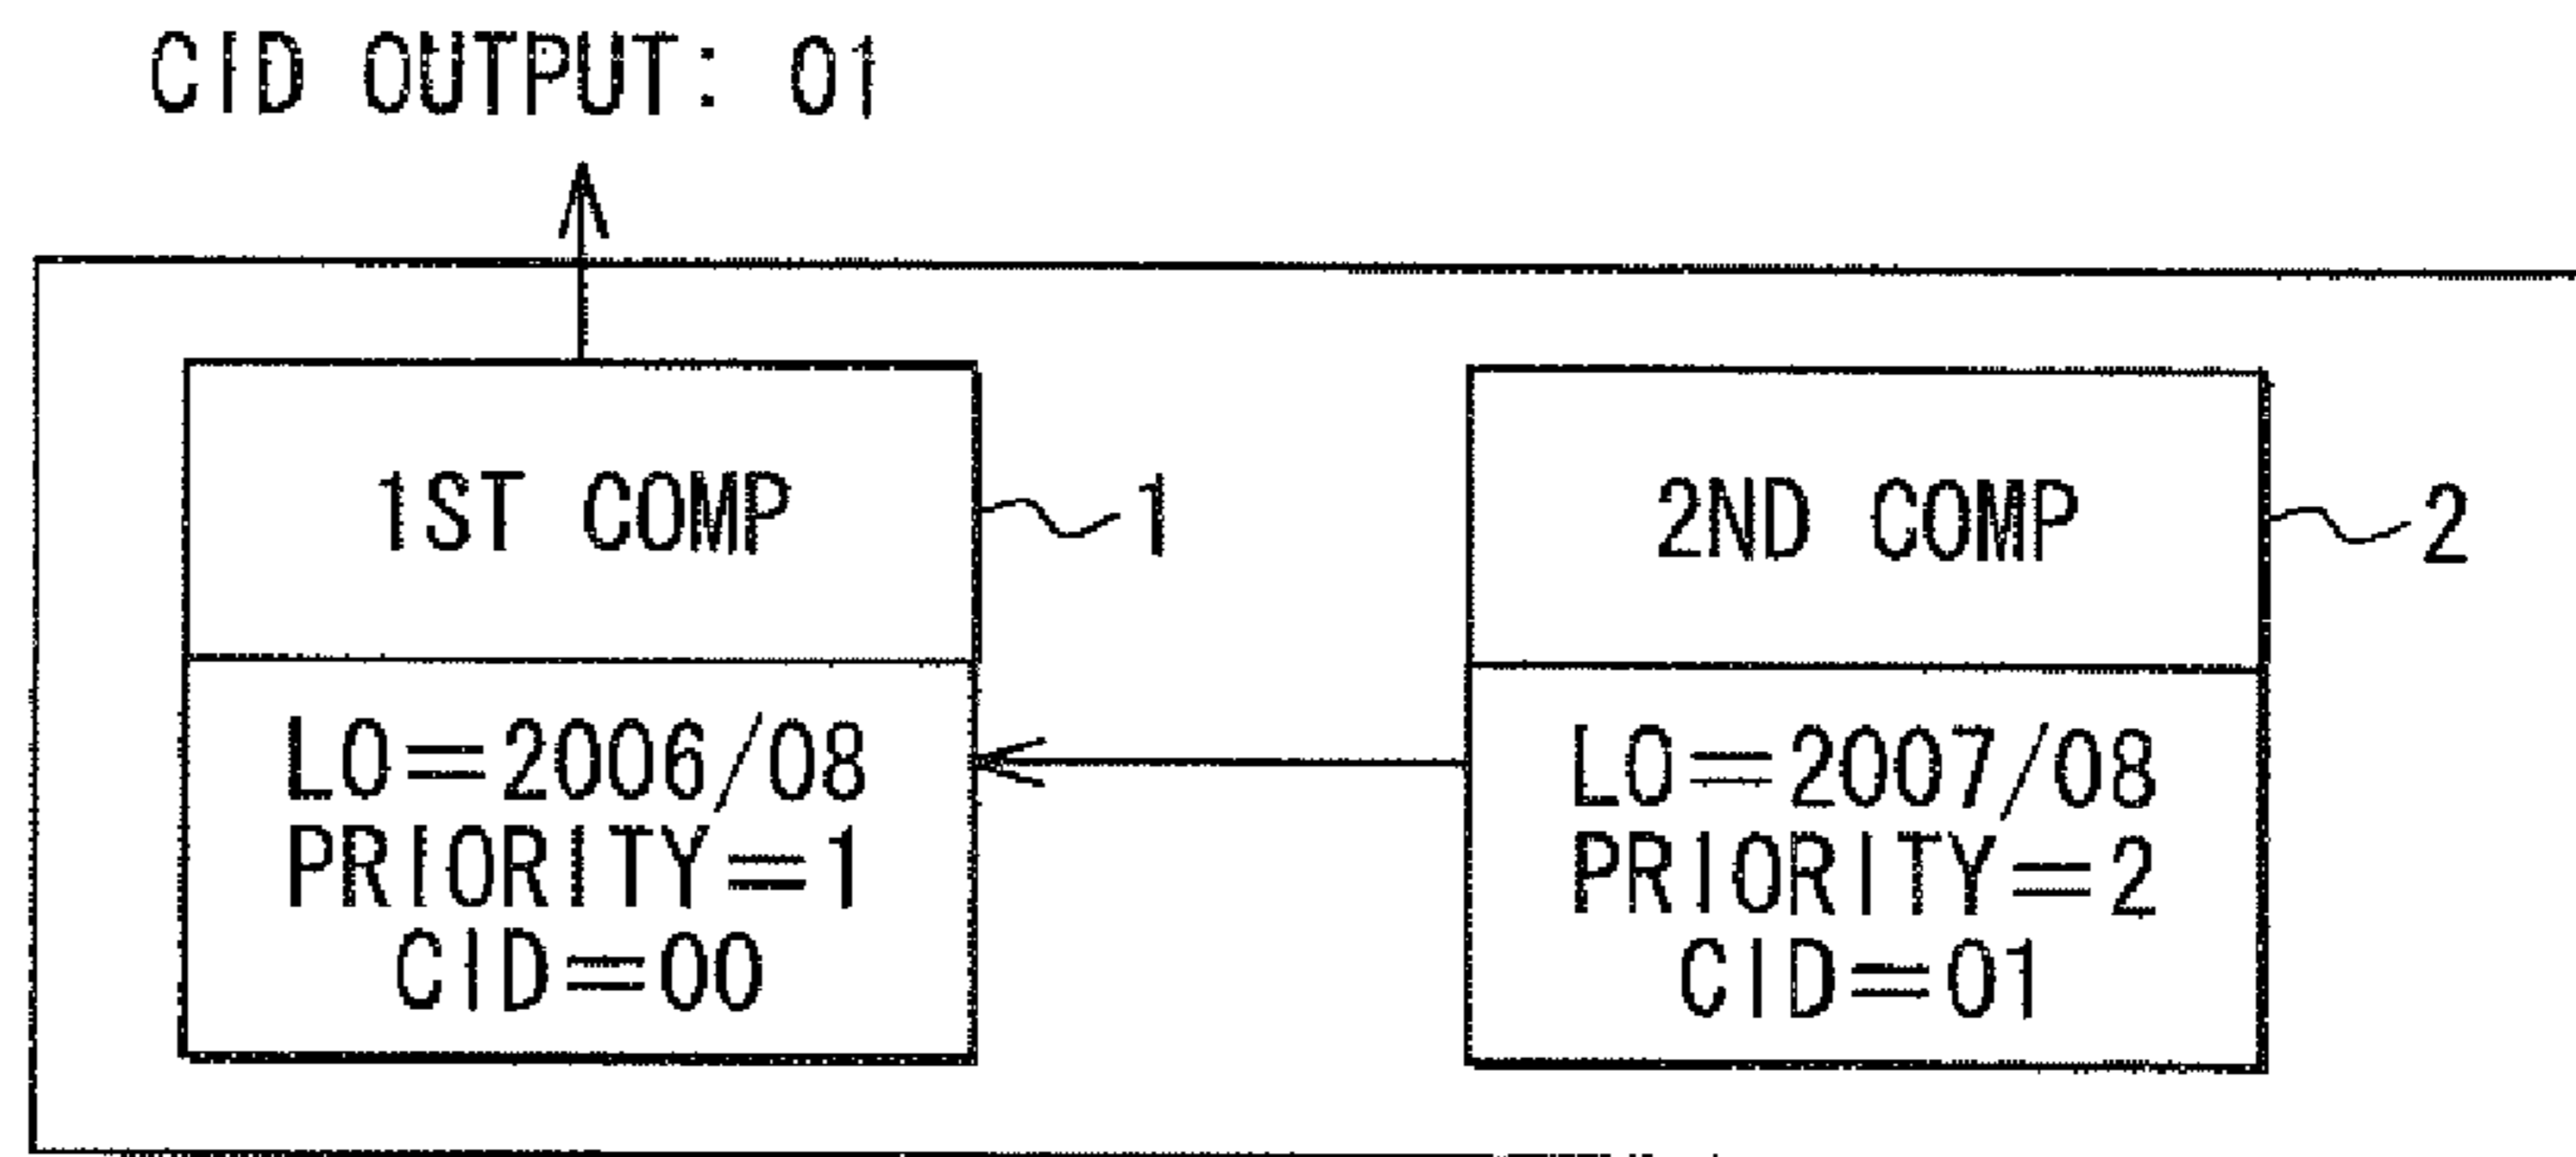 CID OUTPUT: 01
1ST COMP
1
LO=2006/08
PRIORITY=1
CID=00
2ND COMP
2
LO=2007/08
PRIORITY=2
CID=01